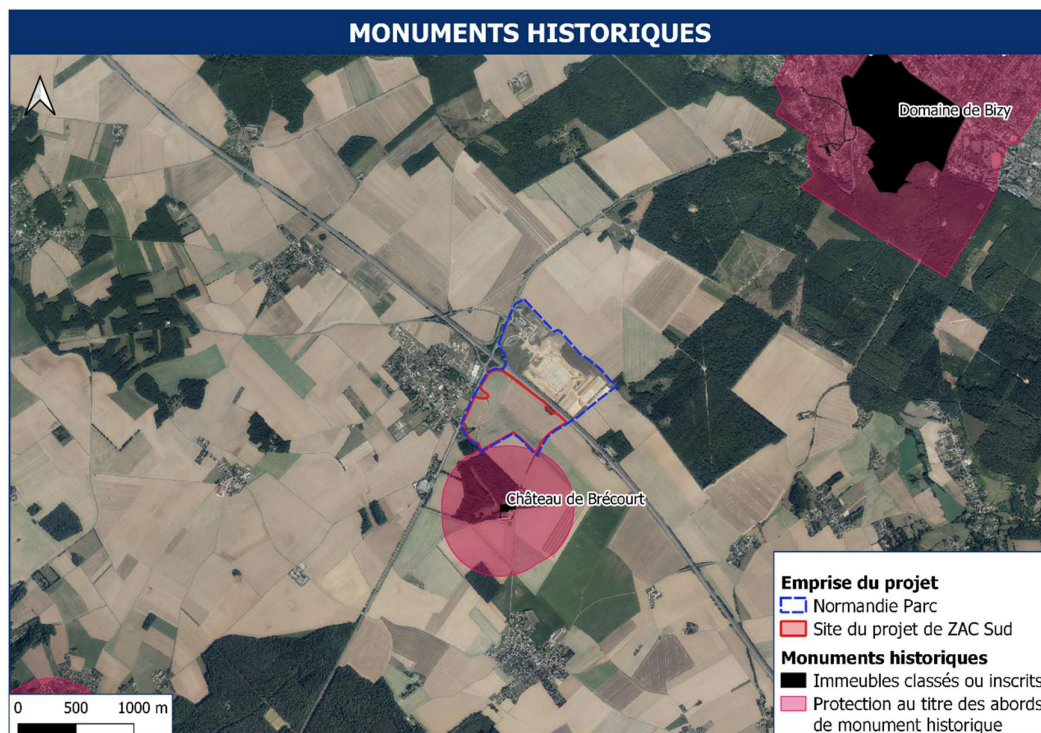 MONUMENTS HISTORIQUES
Domaine de Bizy
Château de Brécourt
Emprise du projet
Normandie Parc
Site du projet de ZAC Sud
Monuments historiques
Immeubles classés ou inscrits
Protection au titre des abords
de monument historique
0 500 1000 m